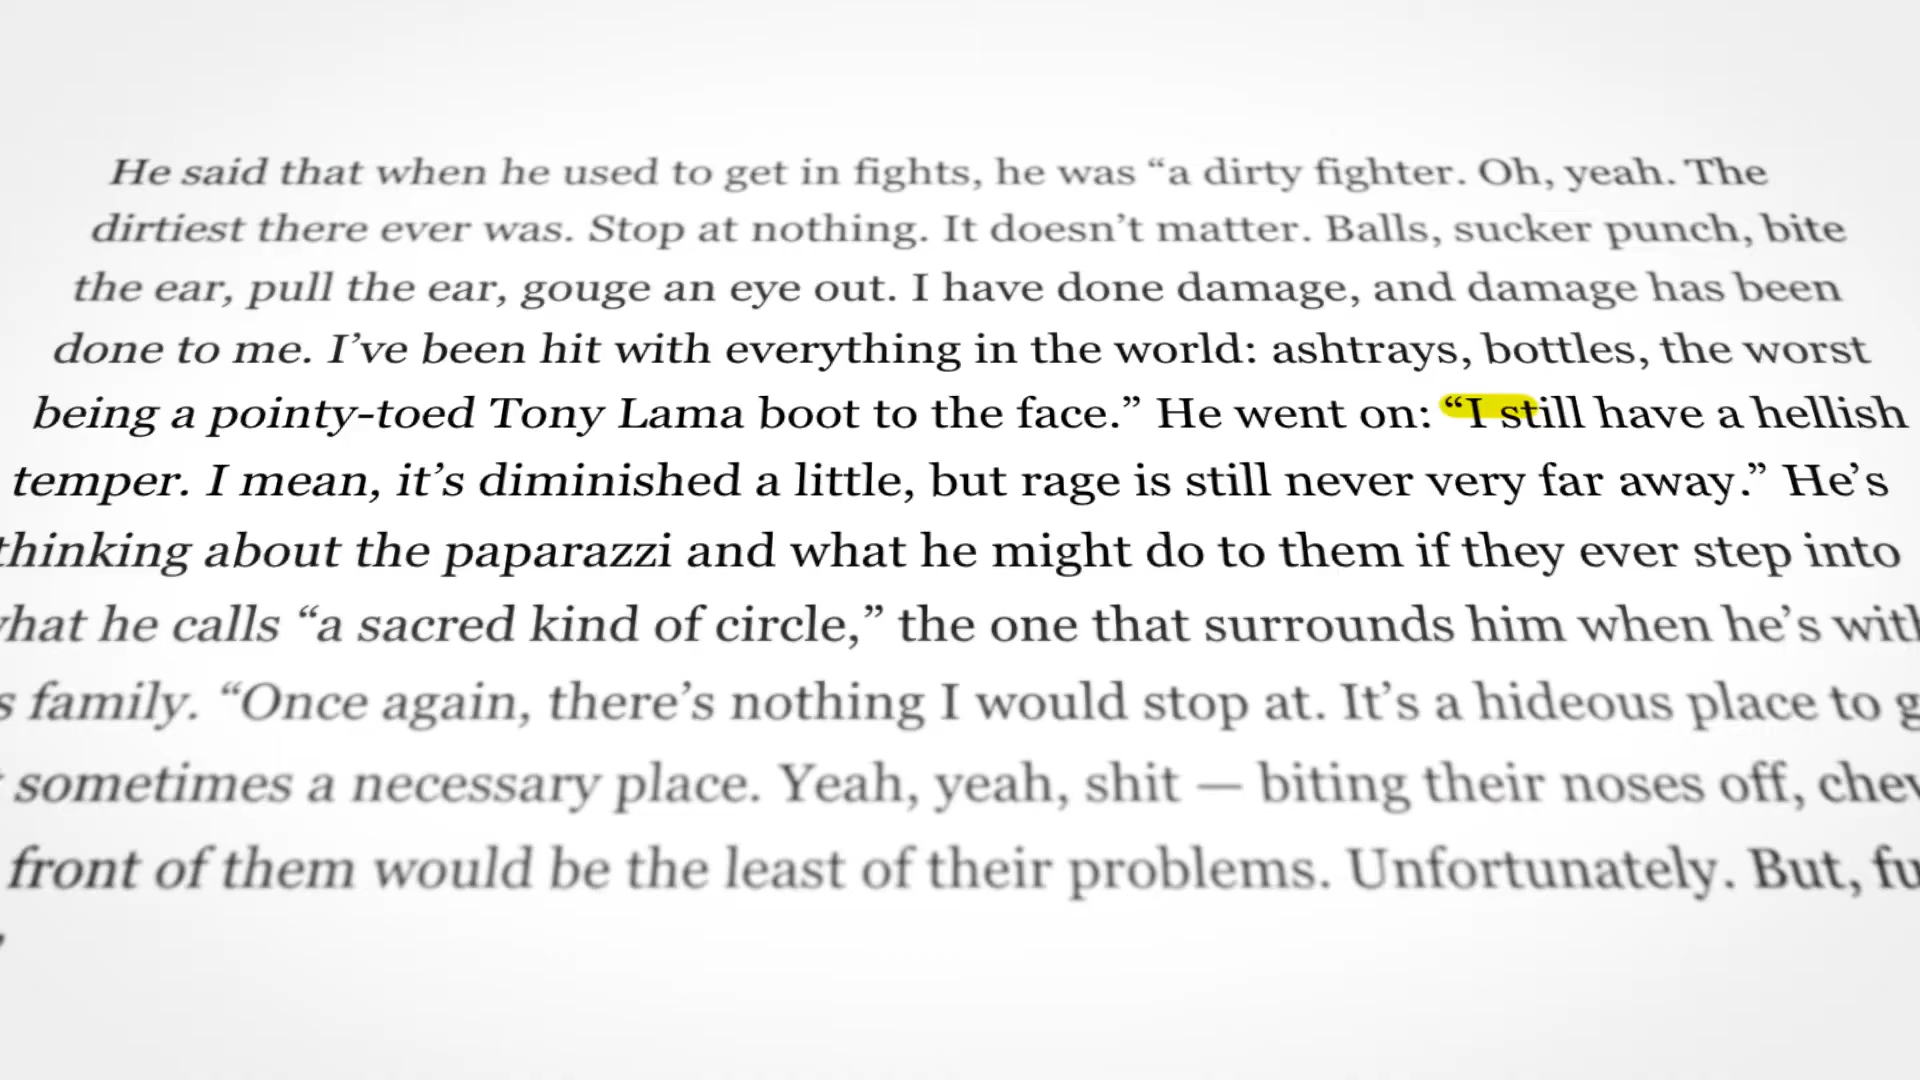 He said that when he used to get in fights, he was “a dirty fighter. Oh, yeah. The
dirtiest there ever was. Stop at nothing. It doesn’t matter. Balls, sucker punch, bite
the ear, pull the ear, gouge an eye out. I have done damage, and damage has been
done to me. I’ve been hit with everything in the world: ashtrays, bottles, the worst
being a pointy-toed Tony Lama boot to the face.” He went on: “I still have a hellish
temper. I mean, it’s diminished a little, but rage is still never very far away.” He’s
thinking about the paparazzi and what he might do to them if they ever step into
he calls “a sacred kind of circle,” the one that surrounds him when he’s
family. “Once again, there’s nothing I would stop at. It’s a hideous place to
sometimes a necessary place. Yeah, yeah, shit — biting their noses off,
front of them would be the least of their problems. Unfortunately. But,